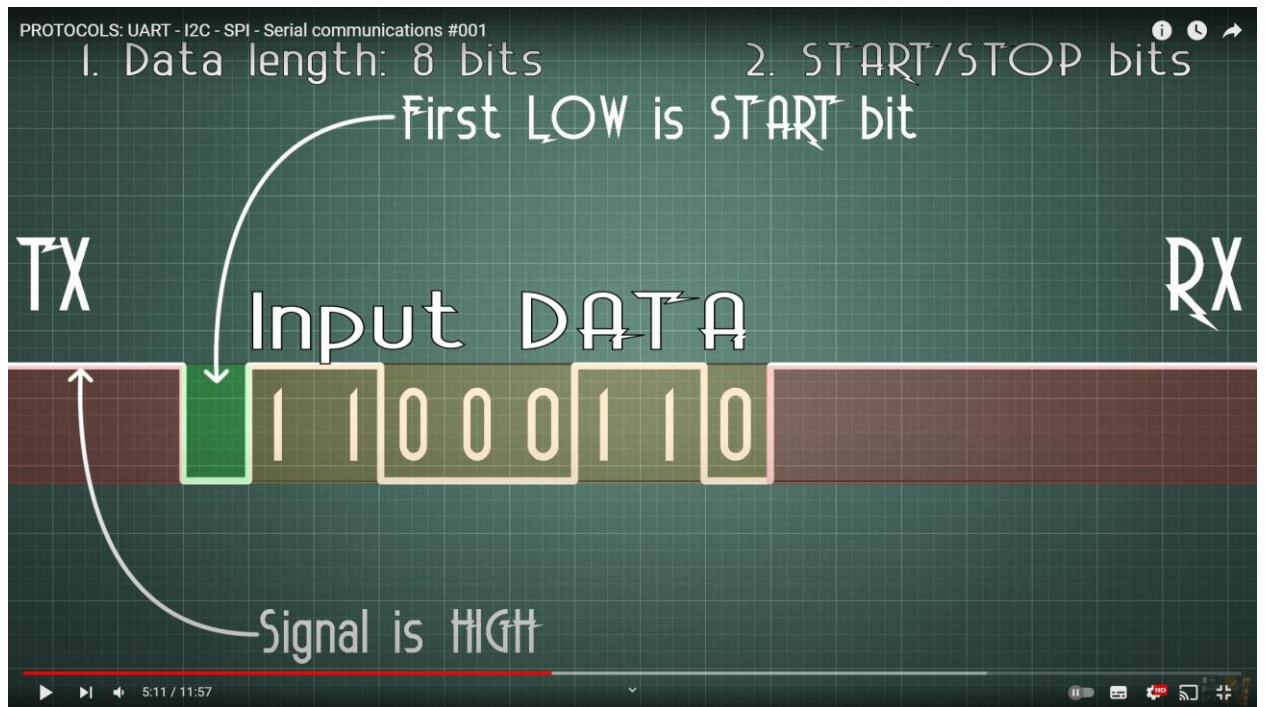 PROTOCOLS: UART - I2C - SPI - Serial communications #001
1. Data length: 8 bits 2. START/STOP bits
First LOW is START bit
TX RX
Input DATA
1 1 0 0 0 1 1 0
Signal is HIGH
5:11 / 11:57 HD